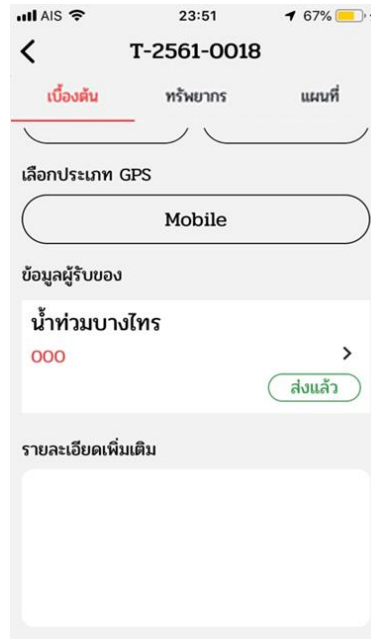 AIS 23:51 67%
T-2561-0018
เบื้องต้น ทรัพยากร แผนที่
เลือกประเภท GPS
Mobile
ข้อมูลผู้รับของ
น้ำท่วมบางไทร
000
ส่งแล้ว
รายละเอียดเพิ่มเติม